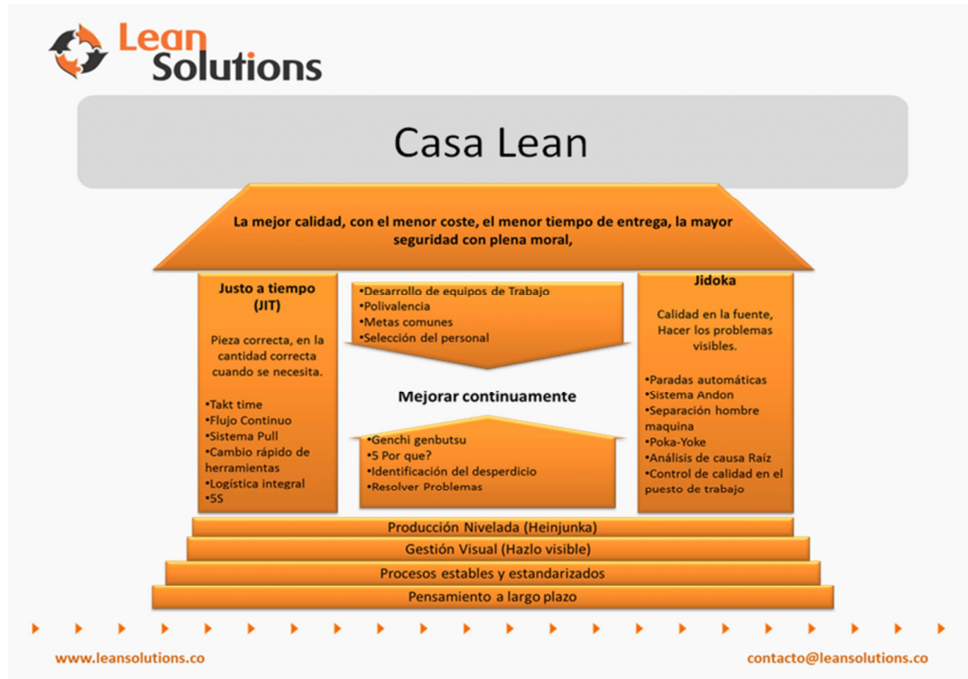 Lean
Solutions
Casa Lean
La mejor calidad, con el menor coste, el menor tiempo de entrega, la mayor
seguridad con plena moral,
Justo a tiempo
(JIT)
Pieza correcta, en la
cantidad correcta
cuando se necesita.
•Takt time
•Flujo Continuo
•Sistema Pull
•Cambio rápido de
herramientas
•Logística integral
•5S
•Desarrollo de equipos de Trabajo
•Polivalencia
•Metas comunes
•Selección del personal
Mejorar continuamente
•Genchi genbutsu
•5 Por que?
•Identificación del desperdicio
•Resolver Problemas
Jidoka
Calidad en la fuente,
Hacer los problemas
visibles.
•Paradas automáticas
•Sistema Andon
•Separación hombre
maquina
•Poka-Yoke
•Análisis de causa Raíz
•Control de calidad en el
puesto de trabajo
Producción Nivelada (Heinjunka)
Gestión Visual (Hazlo visible)
Procesos estables y estandarizados
Pensamiento a largo plazo
www.leansolutions.co
contacto@leansolutions.co